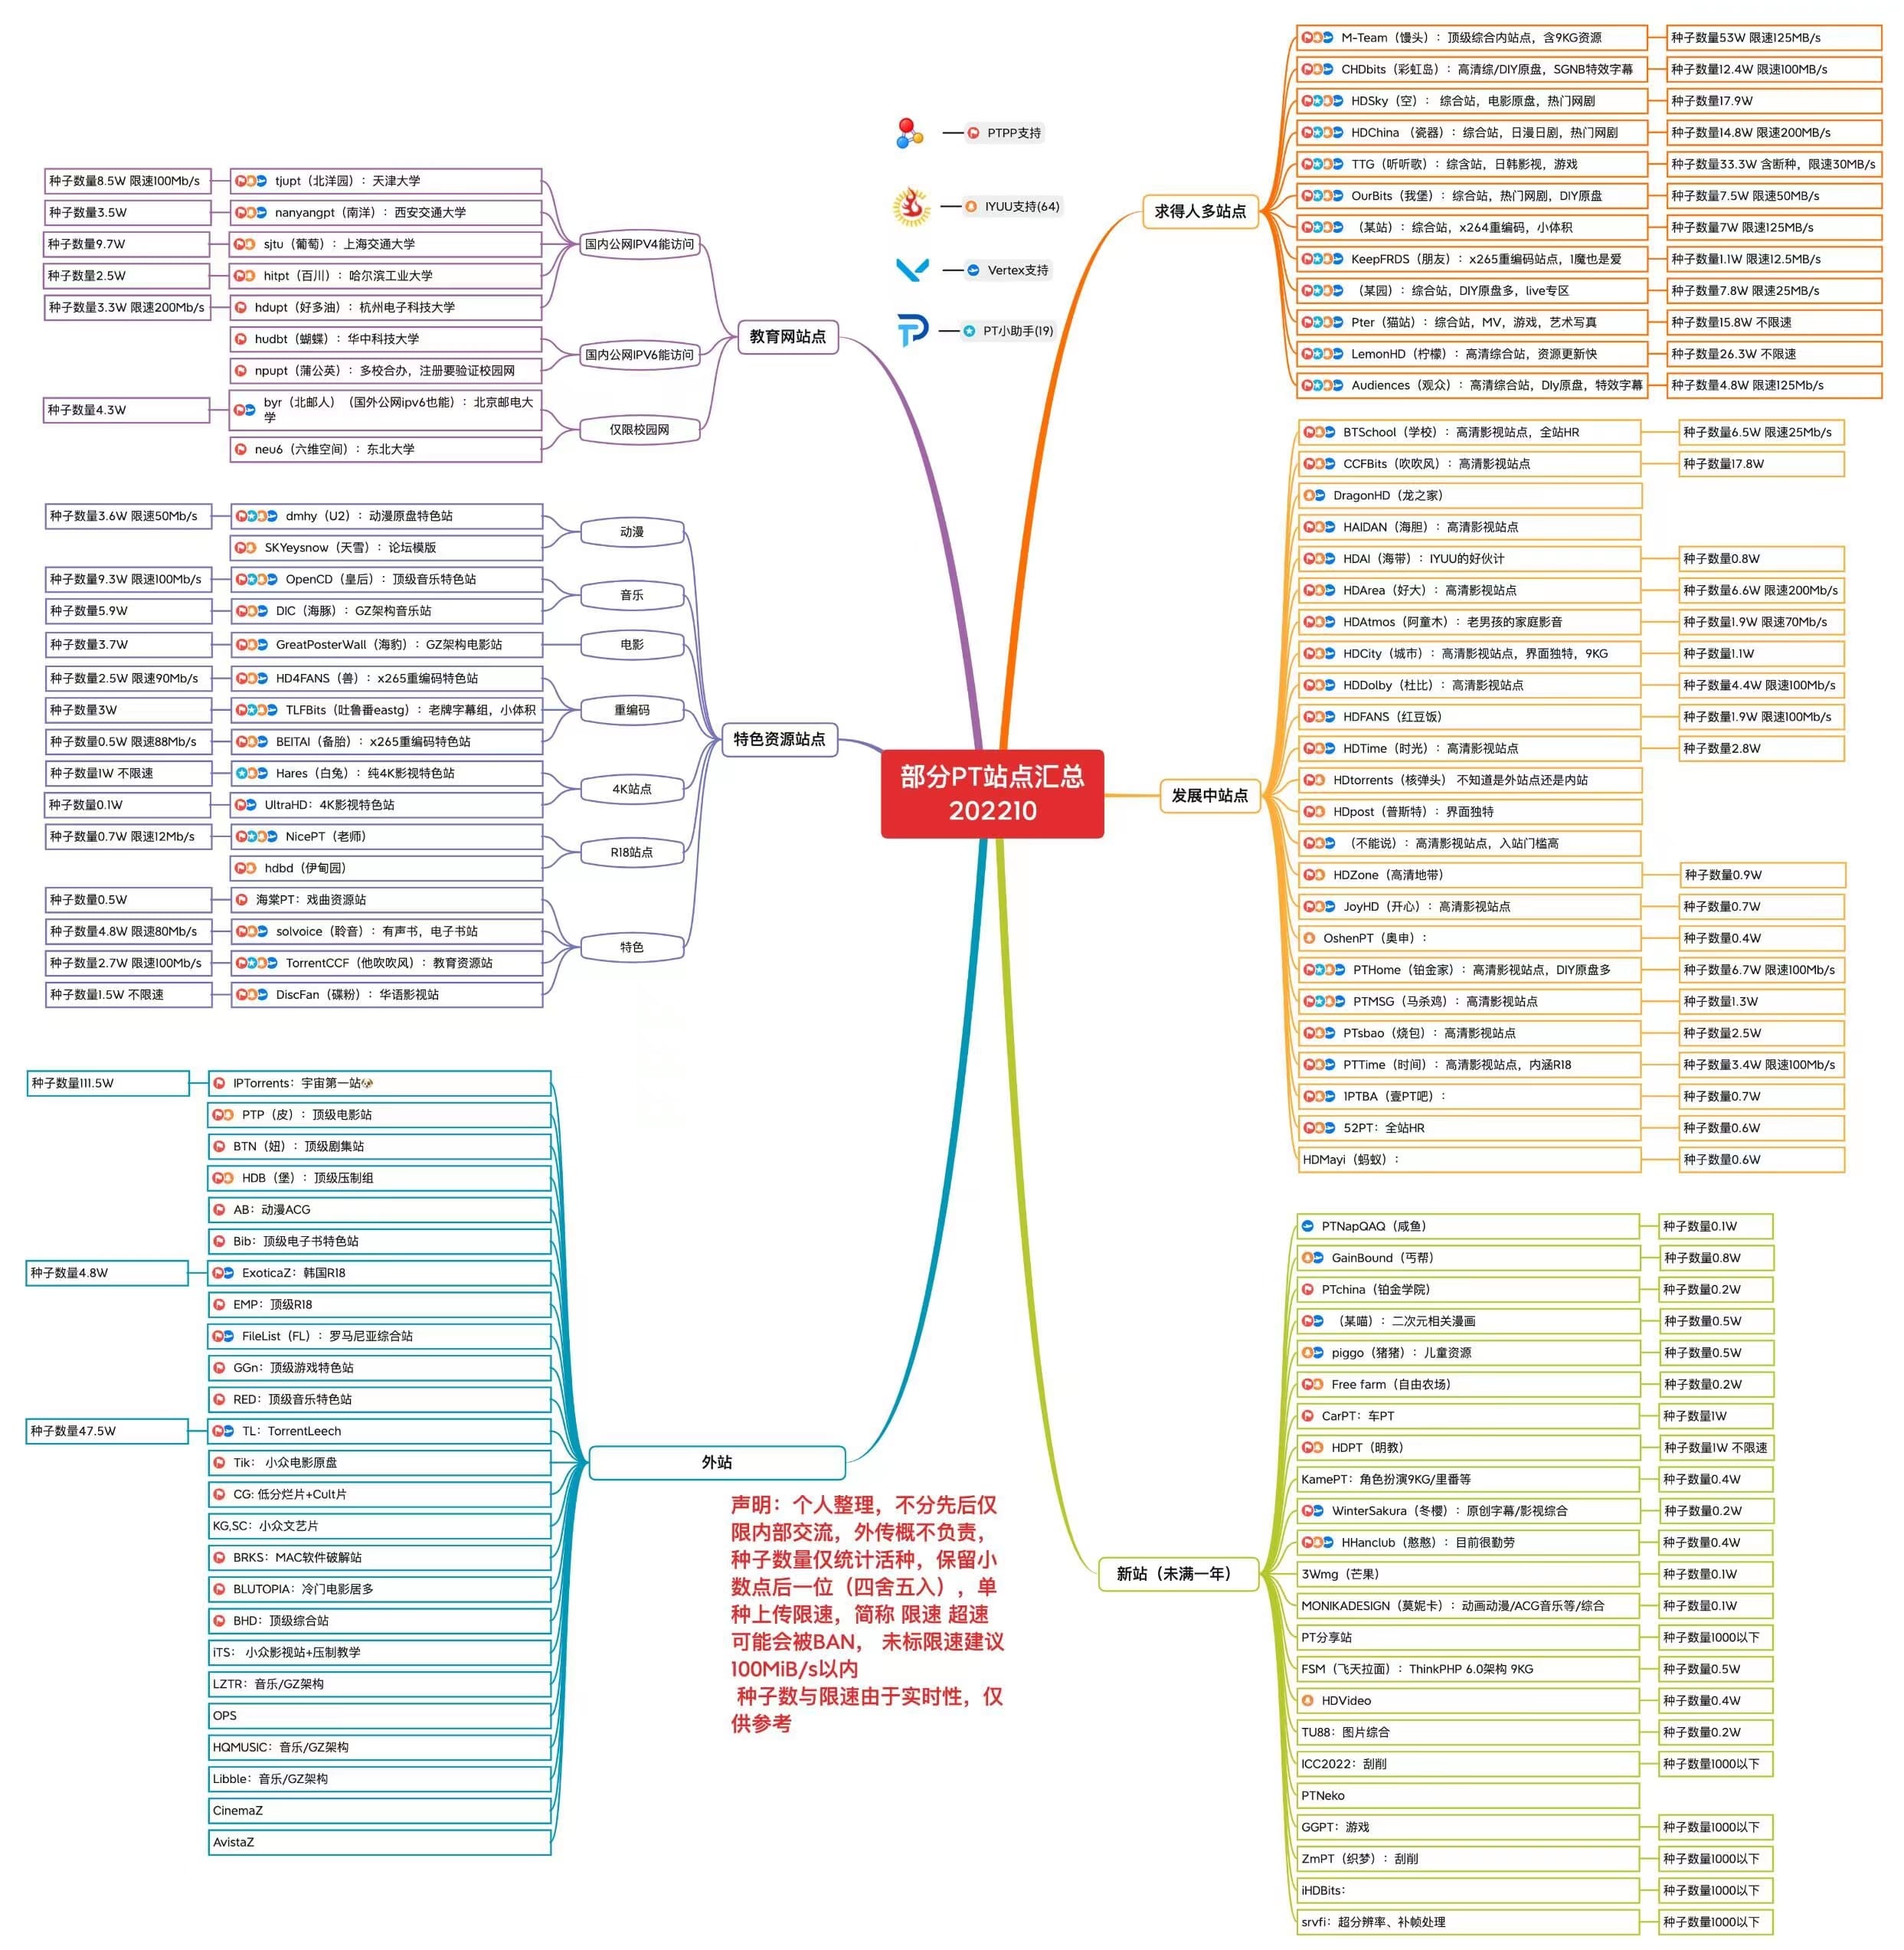 部分PT站点汇总
202210
PTPP支持
IYUU支持(64)
Vertex支持
PT小助手(19)
求得人多站点
M-Team（馒头）：顶级综合内站点，含9KG资源
种子数量53W 限速125MB/s
CHDbits（彩虹岛）：高清综/DIY原盘，SGNB特效字幕
种子数量12.4W 限速100MB/s
HDSky（空）： 综合站，电影原盘，热门网剧
种子数量17.9W
HDChina （瓷器）：综合站，日漫日剧，热门网剧
种子数量14.8W 限速200MB/s
TTG（听听歌）：综合站，日韩影视，游戏
种子数量33.3W 含断种，限速30MB/s
OurBits（我堡）：综合站，热门网剧，DIY原盘
种子数量7.5W 限速50MB/s
（某站）：综合站，x264重编码，小体积
种子数量7W 限速125MB/s
KeepFRDS（朋友）：x265重编码站点，1魔也是爱
种子数量1.1W 限速12.5MB/s
（某园）：综合站，DIY原盘多，live专区
种子数量7.8W 限速25MB/s
Pter（猫站）：综合站，MV，游戏，艺术写真
种子数量15.8W 不限速
LemonHD（柠檬）：高清综合站，资源更新快
种子数量26.3W 不限速
Audiences（观众）：高清综合站，DIy原盘，特效字幕
种子数量4.8W 限速125Mb/s
发展中站点
BTSchool（学校）：高清影视站点，全站HR
种子数量6.5W 限速25Mb/s
CCFBits（吹吹风）：高清影视站点
种子数量17.8W
DragonHD（龙之家）
HAIDAN（海胆）：高清影视站点
HDAI（海带）：IYUU的好伙计
种子数量0.8W
HDArea（好大）：高清影视站点
种子数量6.6W 限速200Mb/s
HDAtmos（阿童木）：老男孩的家庭影音
种子数量1.9W 限速70Mb/s
HDCity（城市）：高清影视站点，界面独特，9KG
种子数量1.1W
HDDolby（杜比）：高清影视站点
种子数量4.4W 限速100Mb/s
HDFANS（红豆饭）
种子数量1.9W 限速100Mb/s
HDTime（时光）：高清影视站点
种子数量2.8W
HDtorrents（核弹头） 不知道是外站点还是内站
HDpost（普斯特）：界面独特
（不能说）：高清影视站点，入站门槛高
HDZone（高清地带）
种子数量0.9W
JoyHD（开心）：高清影视站点
种子数量0.7W
OshenPT（奥申）：
种子数量0.4W
PTHome（铂金家）：高清影视站点，DIY原盘多
种子数量6.7W 限速100Mb/s
PTMSG（马杀鸡）：高清影视站点
种子数量1.3W
PTsbao（烧包）：高清影视站点
种子数量2.5W
PTTime（时间）：高清影视站点，内涵R18
种子数量3.4W 限速100Mb/s
1PTBA（壹PT吧）：
种子数量0.7W
52PT：全站HR
种子数量0.6W
HDMayi（蚂蚁）：
种子数量0.6W
新站（未满一年）
PTNapQAQ（咸鱼）
种子数量0.1W
GainBound（丐帮）
种子数量0.8W
PTchina（铂金学院）
种子数量0.2W
（某喵）：二次元相关漫画
种子数量0.5W
piggo（猪猪）：儿童资源
种子数量0.5W
Free farm（自由农场）
种子数量0.2W
CarPT：车PT
种子数量1W
HDPT（明教）
种子数量1W 不限速
KamePT：角色扮演9KG/里番等
种子数量0.4W
WinterSakura（冬樱）：原创字幕/影视综合
种子数量0.2W
HHanclub（憨憨）：目前很勤劳
种子数量0.4W
3Wmg（芒果）
种子数量0.1W
MONIKADESIGN（莫妮卡）：动画动漫/ACG音乐等/综合
种子数量0.1W
PT分享站
种子数量1000以下
FSM（飞天拉面）：ThinkPHP 6.0架构 9KG
种子数量0.5W
HDVideo
种子数量0.4W
TU88：图片综合
种子数量0.2W
ICC2022：刮削
种子数量1000以下
PTNeko
GGPT：游戏
种子数量1000以下
ZmPT（织梦）：刮削
种子数量1000以下
iHDBits：
种子数量1000以下
srvfi：超分辨率、补帧处理
种子数量1000以下
教育网站点
国内公网IPV4能访问
tjupt（北洋园）：天津大学
种子数量8.5W 限速100Mb/s
nanyangpt（南洋）：西安交通大学
种子数量3.5W
sjtu（葡萄）：上海交通大学
种子数量9.7W
hitpt（百川）：哈尔滨工业大学
种子数量2.5W
hdupt（好多油）：杭州电子科技大学
种子数量3.3W 限速200Mb/s
国内公网IPV6能访问
hudbt（蝴蝶）：华中科技大学
npupt（蒲公英）：多校合办，注册要验证校园网
仅限校园网
byr（北邮人）（国外公网ipv6也能）：北京邮电大
学
种子数量4.3W
neu6（六维空间）：东北大学
特色资源站点
动漫
dmhy（U2）：动漫原盘特色站
种子数量3.6W 限速50Mb/s
SKYeysnow（天雪）：论坛模版
音乐
OpenCD（皇后）：顶级音乐特色站
种子数量9.3W 限速100Mb/s
DIC（海豚）：GZ架构音乐站
种子数量5.9W
电影
GreatPosterWall（海豹）：GZ架构电影站
种子数量3.7W
重编码
HD4FANS（兽）：x265重编码特色站
种子数量2.5W 限速90Mb/s
TLFBits（吐鲁番eastg）：老牌字幕组，小体积
种子数量3W
BEITAI（备胎）：x265重编码特色站
种子数量0.5W 限速88Mb/s
4K站点
Hares（白兔）：纯4K影视特色站
种子数量1W 不限速
UltraHD：4K影视特色站
种子数量0.1W
R18站点
NicePT（老师）
种子数量0.7W 限速12Mb/s
hdbd（伊甸园）
特色
海棠PT：戏曲资源站
种子数量0.5W
solvoice（聆音）：有声书，电子书站
种子数量4.8W 限速80Mb/s
TorrentCCF（他吹吹风）：教育资源站
种子数量2.7W 限速100Mb/s
DiscFan（碟粉）：华语影视站
种子数量1.5W 不限速
外站
IPTorrents：宇宙第一站🐶
种子数量111.5W
PTP（皮）：顶级电影站
BTN（妞）：顶级剧集站
HDB（堡）：顶级压制组
AB：动漫ACG
Bib：顶级电子书特色站
ExoticaZ：韩国R18
种子数量4.8W
EMP：顶级R18
FileList（FL）：罗马尼亚综合站
GGn：顶级游戏特色站
RED：顶级音乐特色站
TL：TorrentLeech
种子数量47.5W
Tik： 小众电影原盘
CG: 低分烂片+Cult片
KG,SC：小众文艺片
BRKS：MAC软件破解站
BLUTOPIA：冷门电影居多
BHD：顶级综合站
iTS： 小众影视站+压制教学
LZTR：音乐/GZ架构
OPS
HQMUSIC：音乐/GZ架构
Libble：音乐/GZ架构
CinemaZ
AvistaZ
声明：个人整理，不分先后仅
限内部交流，外传概不负责，
种子数量仅统计活种，保留小
数点后一位（四舍五入）,单
种上传限速，简称 限速 超速
可能会被BAN， 未标限速建议
100MiB/s以内
种子数与限速由于实时性，仅
供参考